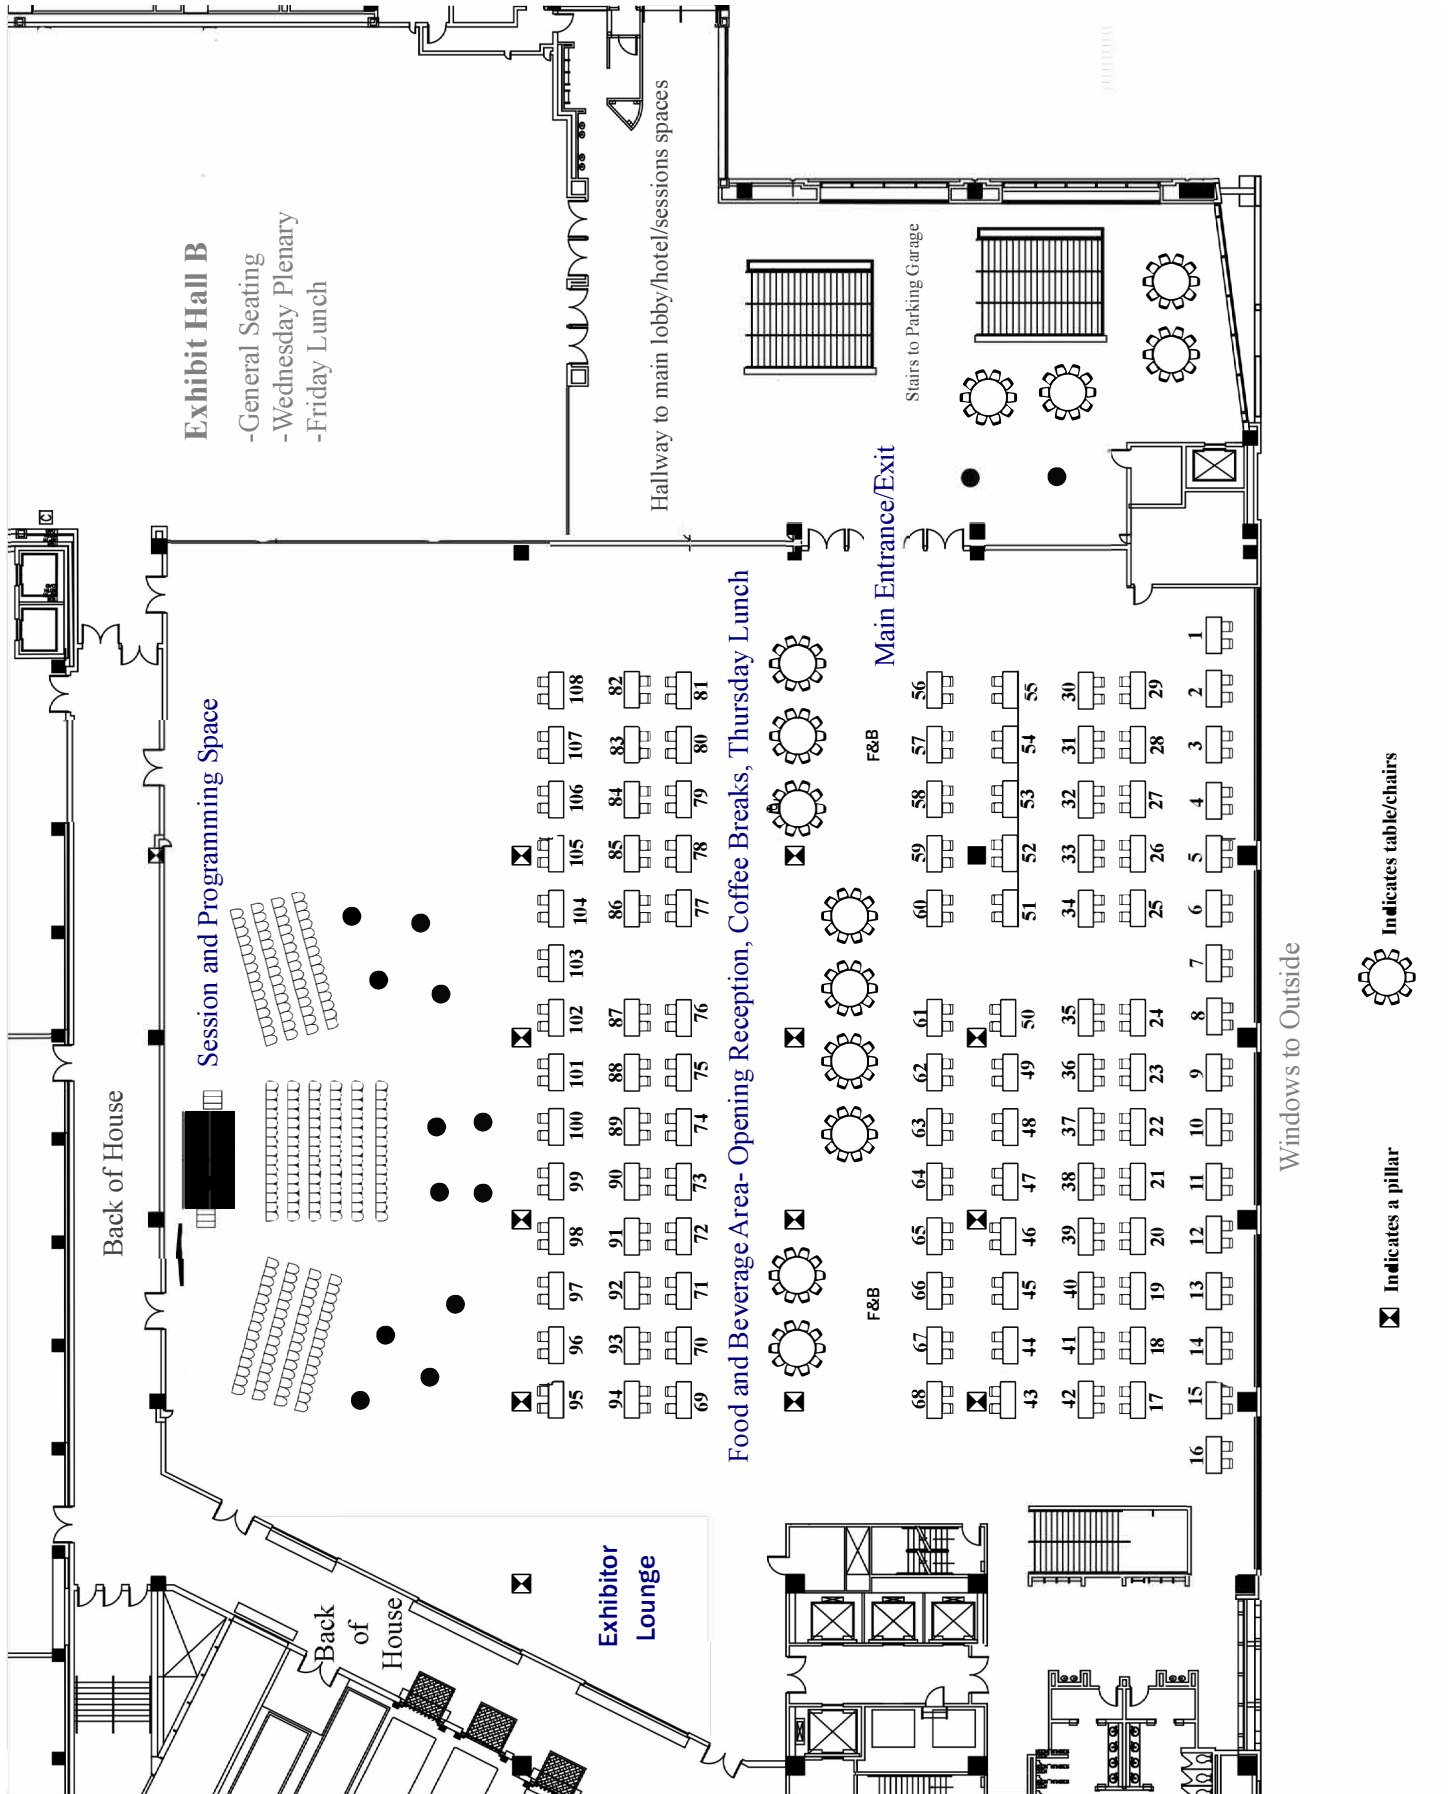 Exhibit Hall B
-General Seating
-Wednesday Plenary
-Friday Lunch
Hallway to main lobby/hotel/sessions spaces
Stairs to Parking Garage
C
Main Entrance/Exit
Session and Programming Space
Food and Beverage Area- Opening Reception, Coffee Breaks, Thursday Lunch
Back of House
F&B
F&B
1
108 82 81 56 55 30 29 2
107 83 80 57 54 31 28 3
106 84 79 58 53 32 27 4
105 85 78 59 52 33 26 5
104 86 77 60 51 34 25 6
103 7
102 87 76 61 50 35 24 8
101 88 75 62 49 36 23 9
100 89 74 63 48 37 22 10
99 90 73 64 47 38 21 11
98 91 72 65 46 39 20 12
97 92 71 66 45 40 19 13
96 93 70 67 44 41 18 14
95 94 69 68 43 42 17 15
16
Windows to Outside
Indicates a pillar
Indicates table/chairs
Exhibitor
Lounge
Back
of
House